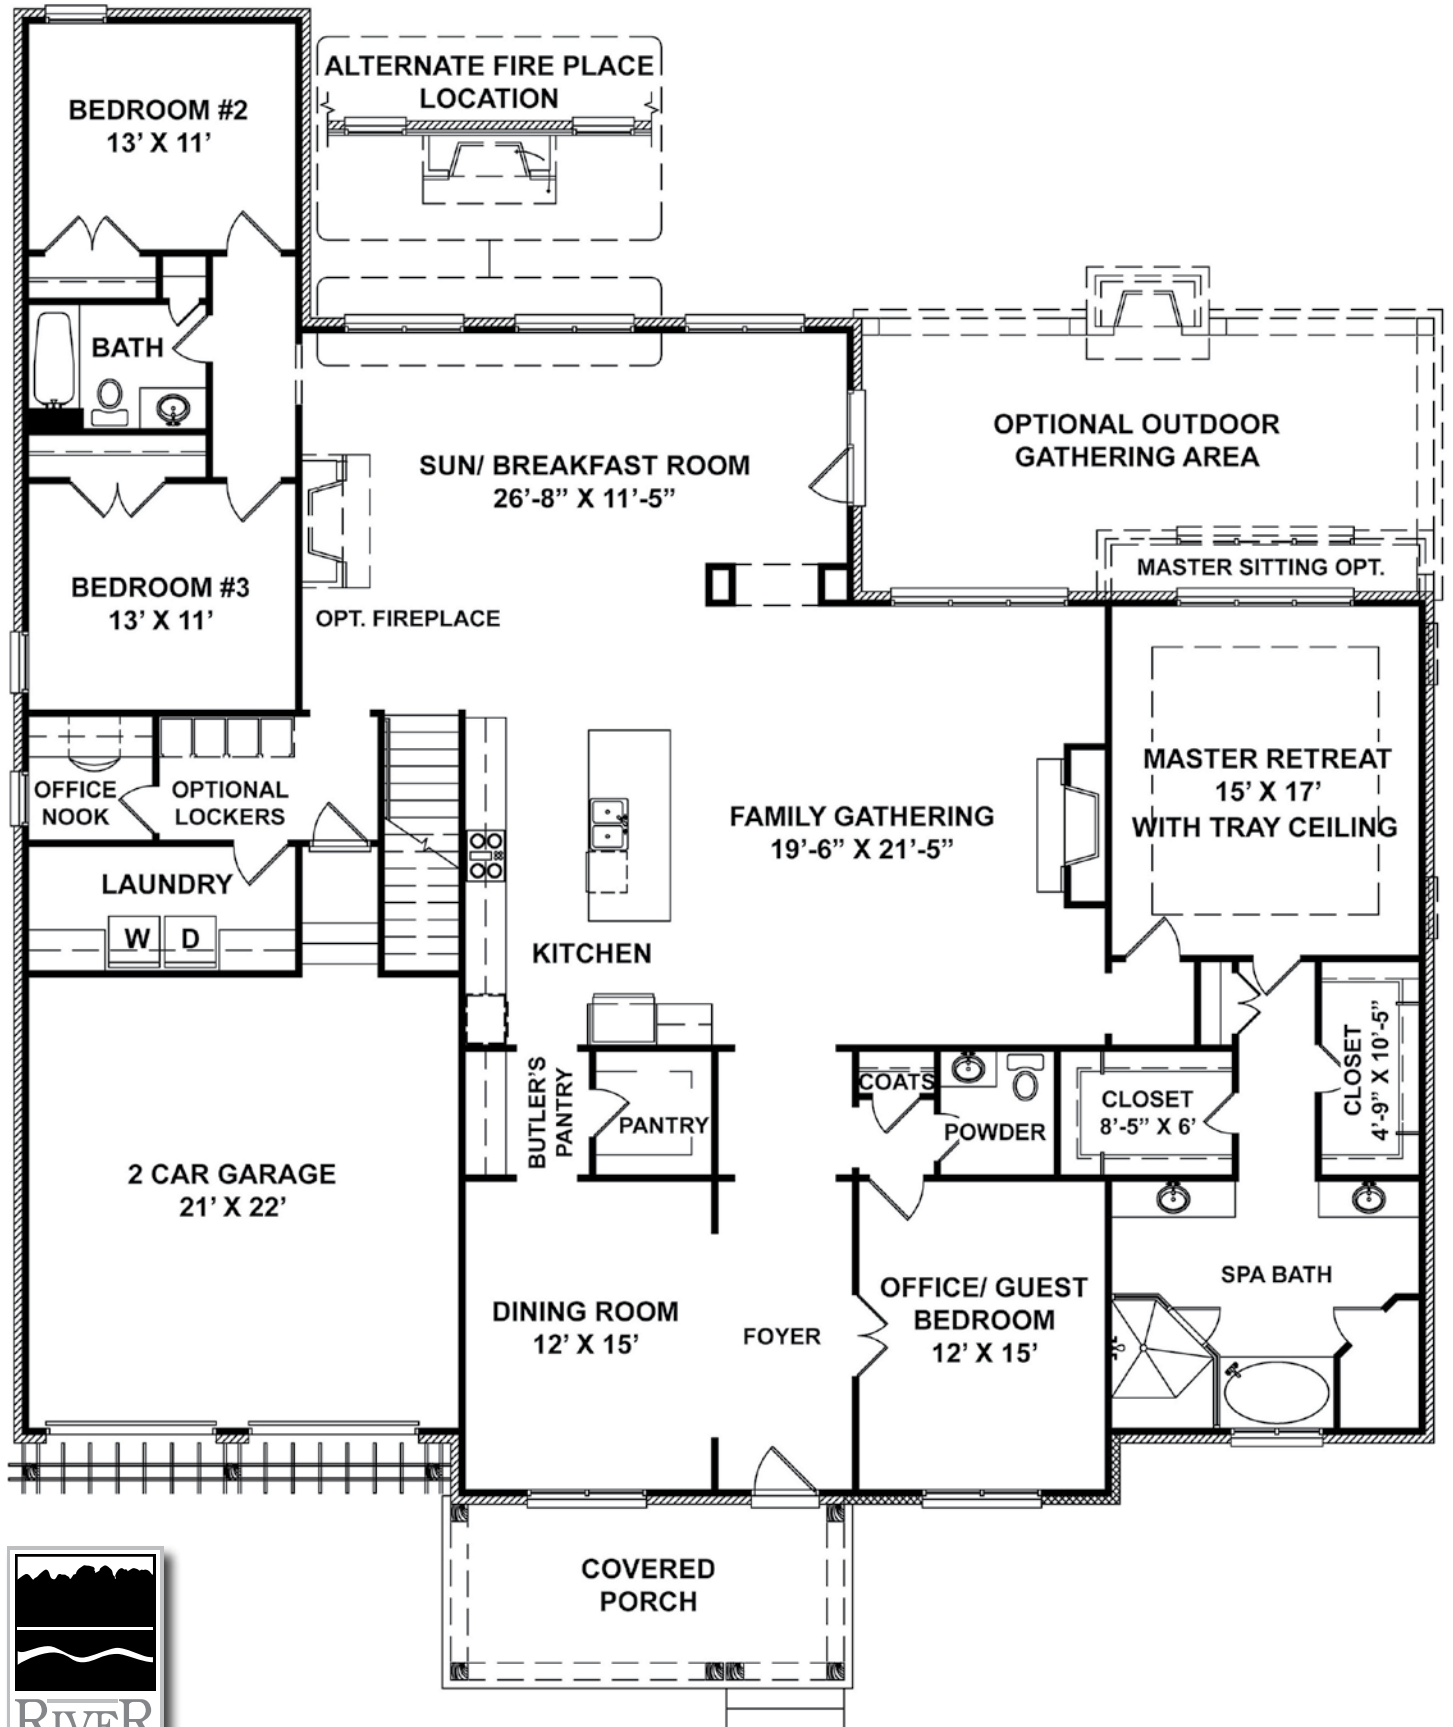 BEDROOM #2
13’ X 11’
ALTERNATE FIRE PLACE
LOCATION
BATH
SUN/ BREAKFAST ROOM
26’-8” X 11’-5”
OPTIONAL OUTDOOR
GATHERING AREA
MASTER SITTING OPT.
BEDROOM #3
13’ X 11’
OPT. FIREPLACE
OFFICE
NOOK
OPTIONAL
LOCKERS
LAUNDRY
W
D
FAMILY GATHERING
19’-6” X 21’-5”
MASTER RETREAT
15’ X 17’
WITH TRAY CEILING
KITCHEN
BUTLER’S
PANTRY
PANTRY
COATS
POWDER
CLOSET
8’-5” X 6’
CLOSET
4’-9” X 10’-5”
2 CAR GARAGE
21’ X 22’
DINING ROOM
12’ X 15’
FOYER
OFFICE/ GUEST
BEDROOM
12’ X 15’
SPA BATH
COVERED
PORCH
RIVER